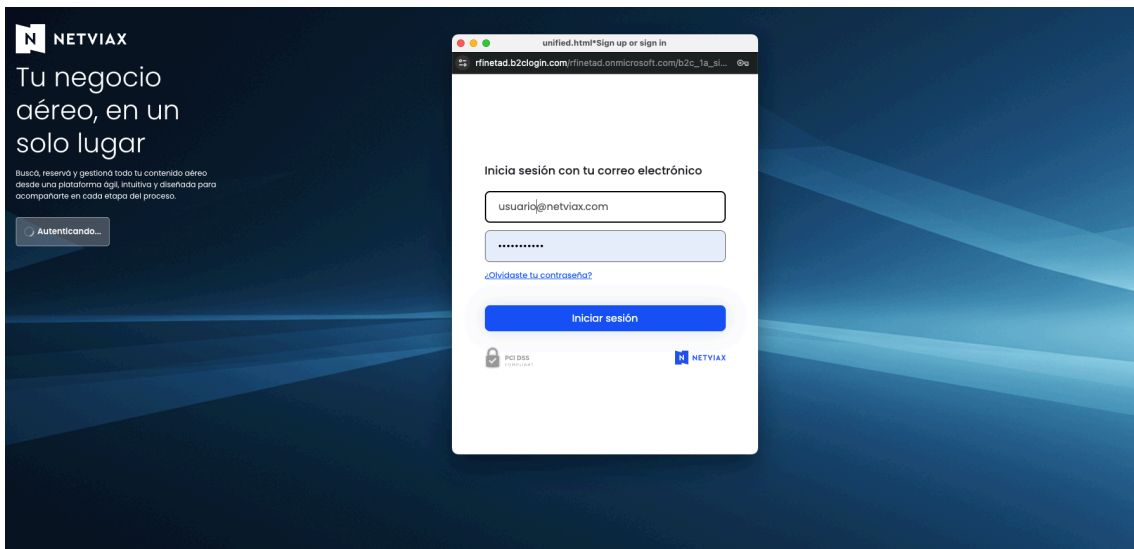 N NETVIAX
Tu negocio
aéreo, en un
solo lugar
Buscá, reservá y gestioná todo tu contenido aéreo
desde una plataforma ágil, intuitiva y diseñada para
acompañarte en cada etapa del proceso.
Autenticando...
unified.html*Sign up or sign in
rfinetad.b2clogin.com/rfinetad.onmicrosoft.com/b2c_1a_si...
Inicia sesión con tu correo electrónico
usuario@netviax.com
•••••••••••
¿Olvidaste tu contraseña?
Iniciar sesión
PCI DSS
COMPLIANT
N NETVIAX